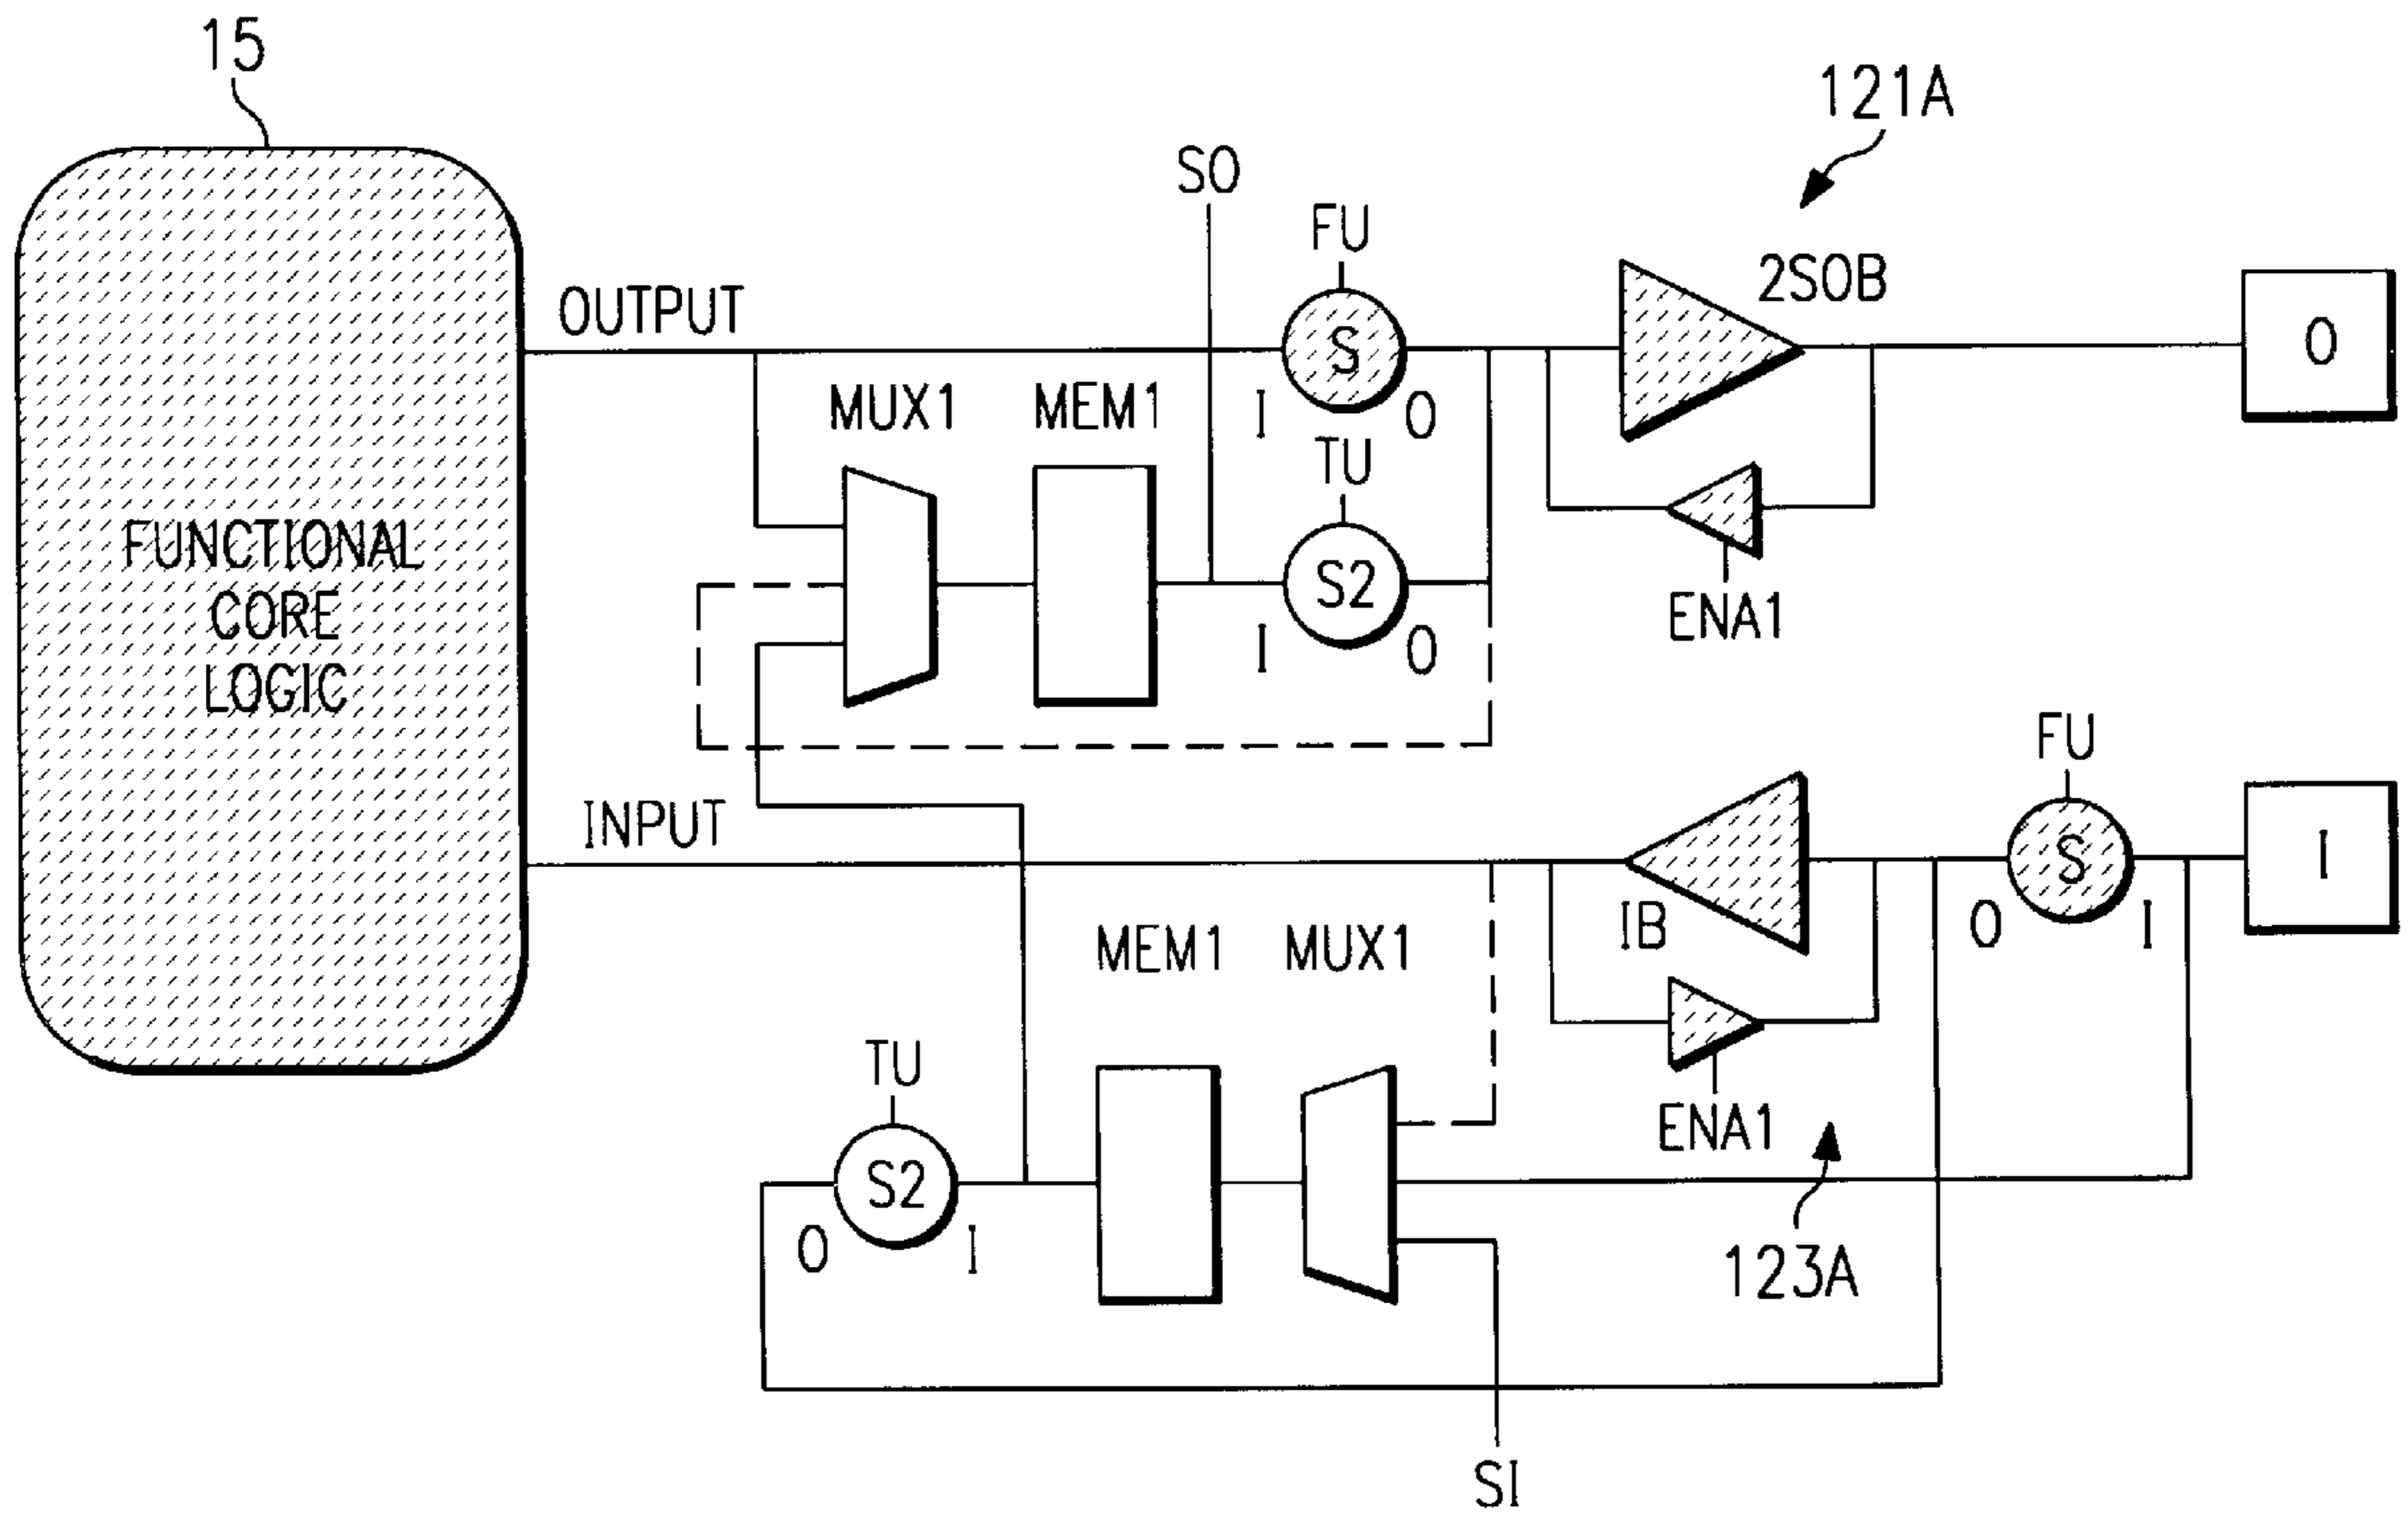 15
121A
SO
FU
2SOB
OUTPUT
S
O
MUX1
MEM1
I
O
TU
FUNCTIONAL
CORE
LOGIC
S2
ENA1
I
O
FU
INPUT
S
I
IB
O
I
MEM1
MUX1
TU
ENA1
S2
O
I
123A
SI